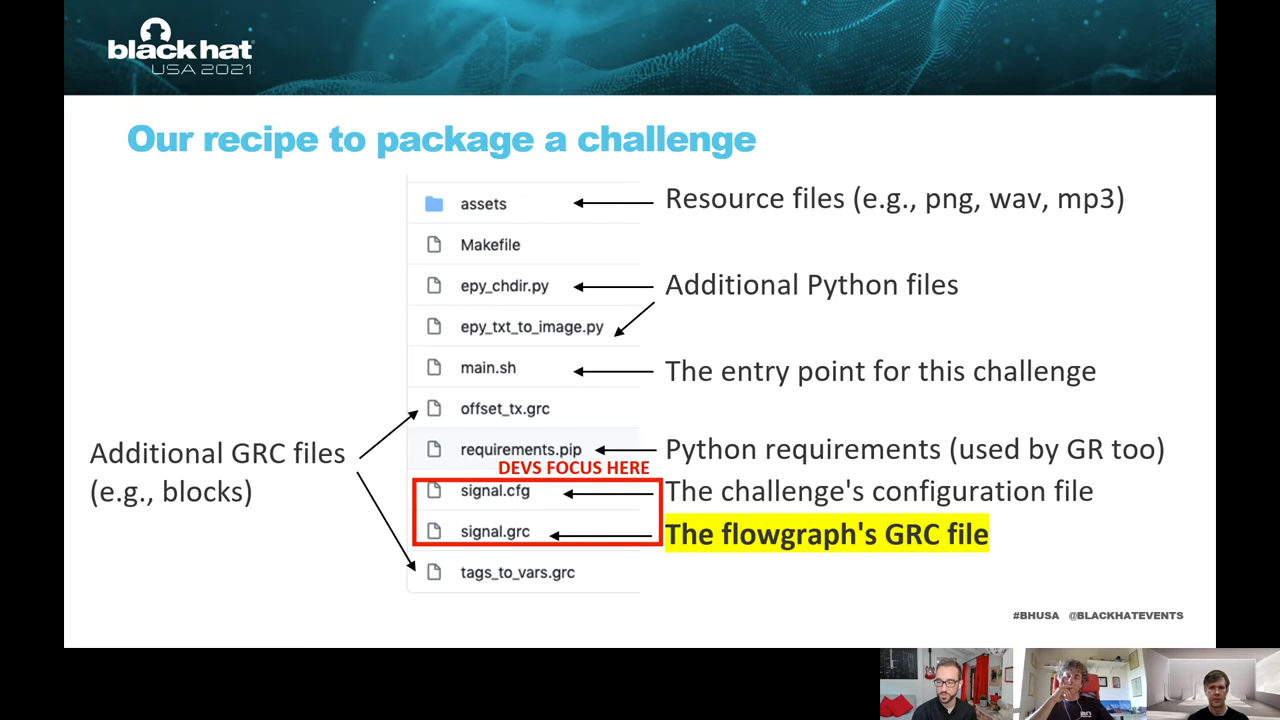 black hat
USA 2021
Our recipe to package a challenge
assets
Resource files (e.g., png, wav, mp3)
Makefile
epy_chdir.py
Additional Python files
epy_txt_to_image.py
main.sh
The entry point for this challenge
offset_tx.grc
Additional GRC files
(e.g., blocks)
requirements.pip
Python requirements (used by GR too)
DEVS FOCUS HERE
signal.cfg
The challenge's configuration file
signal.grc
The flowgraph's GRC file
tags_to_vars.grc
#BHUSA @BLACKHATEVENTS